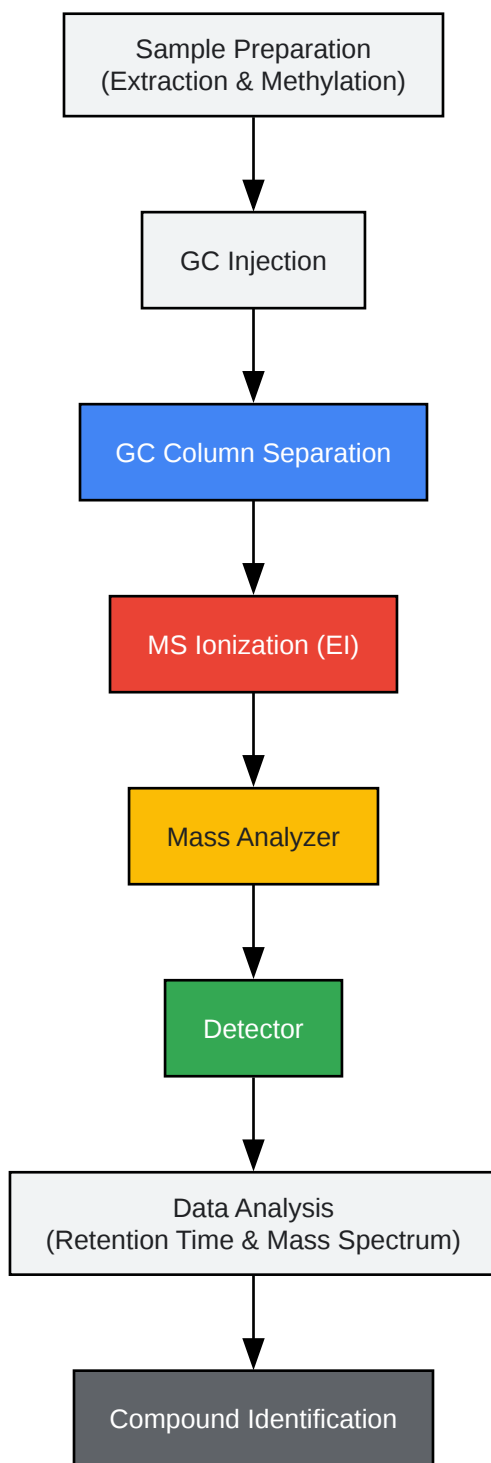 Sample Preparation
(Extraction & Methylation)
GC Injection
GC Column Separation
MS Ionization (EI)
Mass Analyzer
Detector
Data Analysis
(Retention Time & Mass Spectrum)
Compound Identification